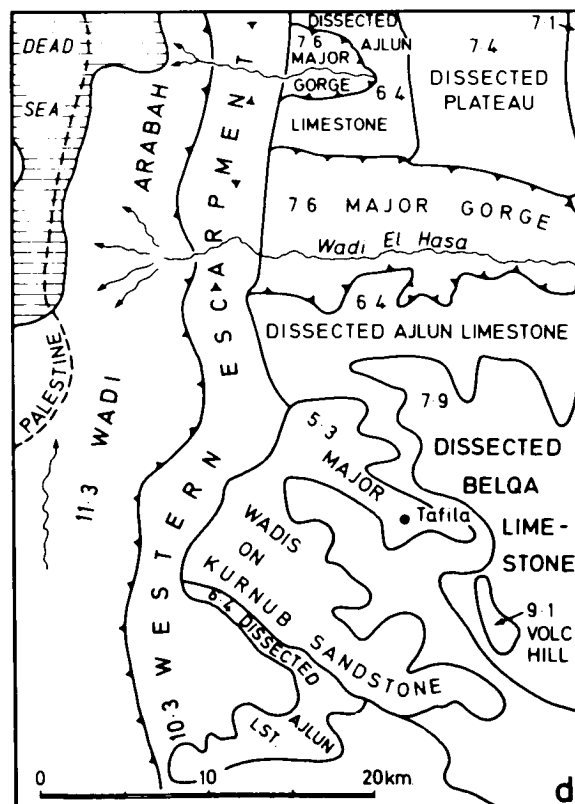 DEAD
SEA
WADI ARABAH
11·3
PALESTINE
10·3 WESTERN ESCARPMENT
DISSECTED
AJLUN
7·6
MAJOR
GORGE
6·4
LIMESTONE
7·1
7·4
DISSECTED
PLATEAU
7·6 MAJOR GORGE
Wadi El Hasa
6·4
DISSECTED AJLUN LIMESTONE
7·9
DISSECTED
BELQA
LIME-
STONE
5·3
MAJOR
WADIS
ON
KURNUB SANDSTONE
Tafila
9·1
VOLC
HILL
6·4 DISSECTED
AJLUN
LST.
0 10 20km.
d